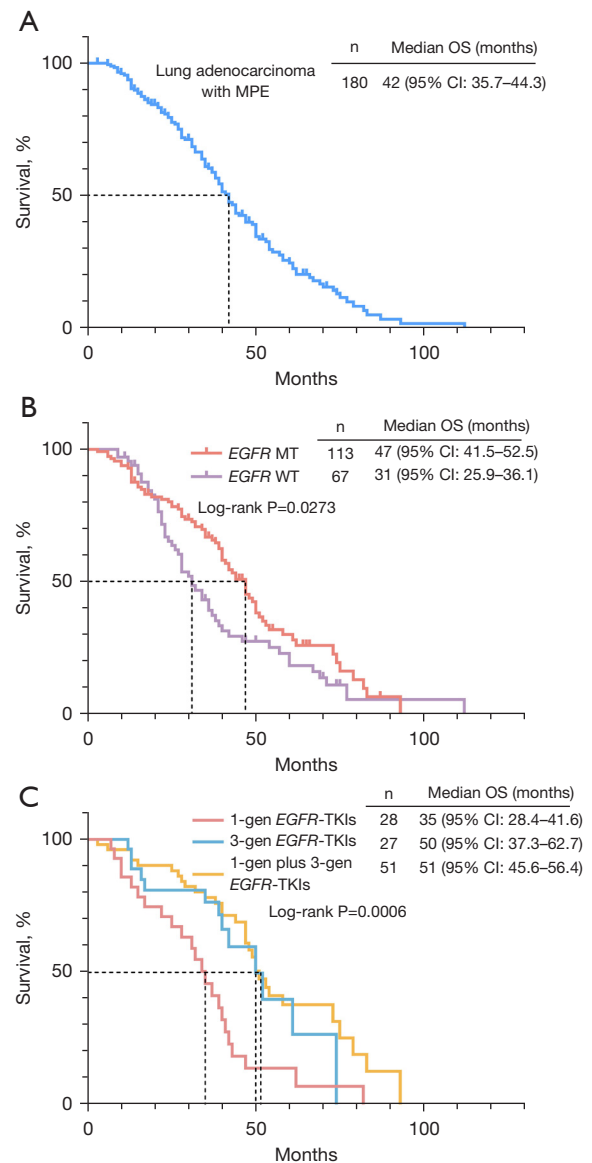 A
n Median OS (months)
Lung adenocarcinoma
with MPE
180 42 (95% CI: 35.7–44.3)
100
50
0
Survival, %
0 50 100
Months
B
n Median OS (months)
EGFR MT 113 47 (95% CI: 41.5–52.5)
EGFR WT 67 31 (95% CI: 25.9–36.1)
Log-rank P=0.0273
100
50
0
Survival, %
0 50 100
Months
C
n Median OS (months)
1-gen EGFR-TKIs 28 35 (95% CI: 28.4–41.6)
3-gen EGFR-TKIs 27 50 (95% CI: 37.3–62.7)
1-gen plus 3-gen 51 51 (95% CI: 45.6–56.4)
EGFR-TKIs
Log-rank P=0.0006
100
50
0
Survival, %
0 50 100
Months